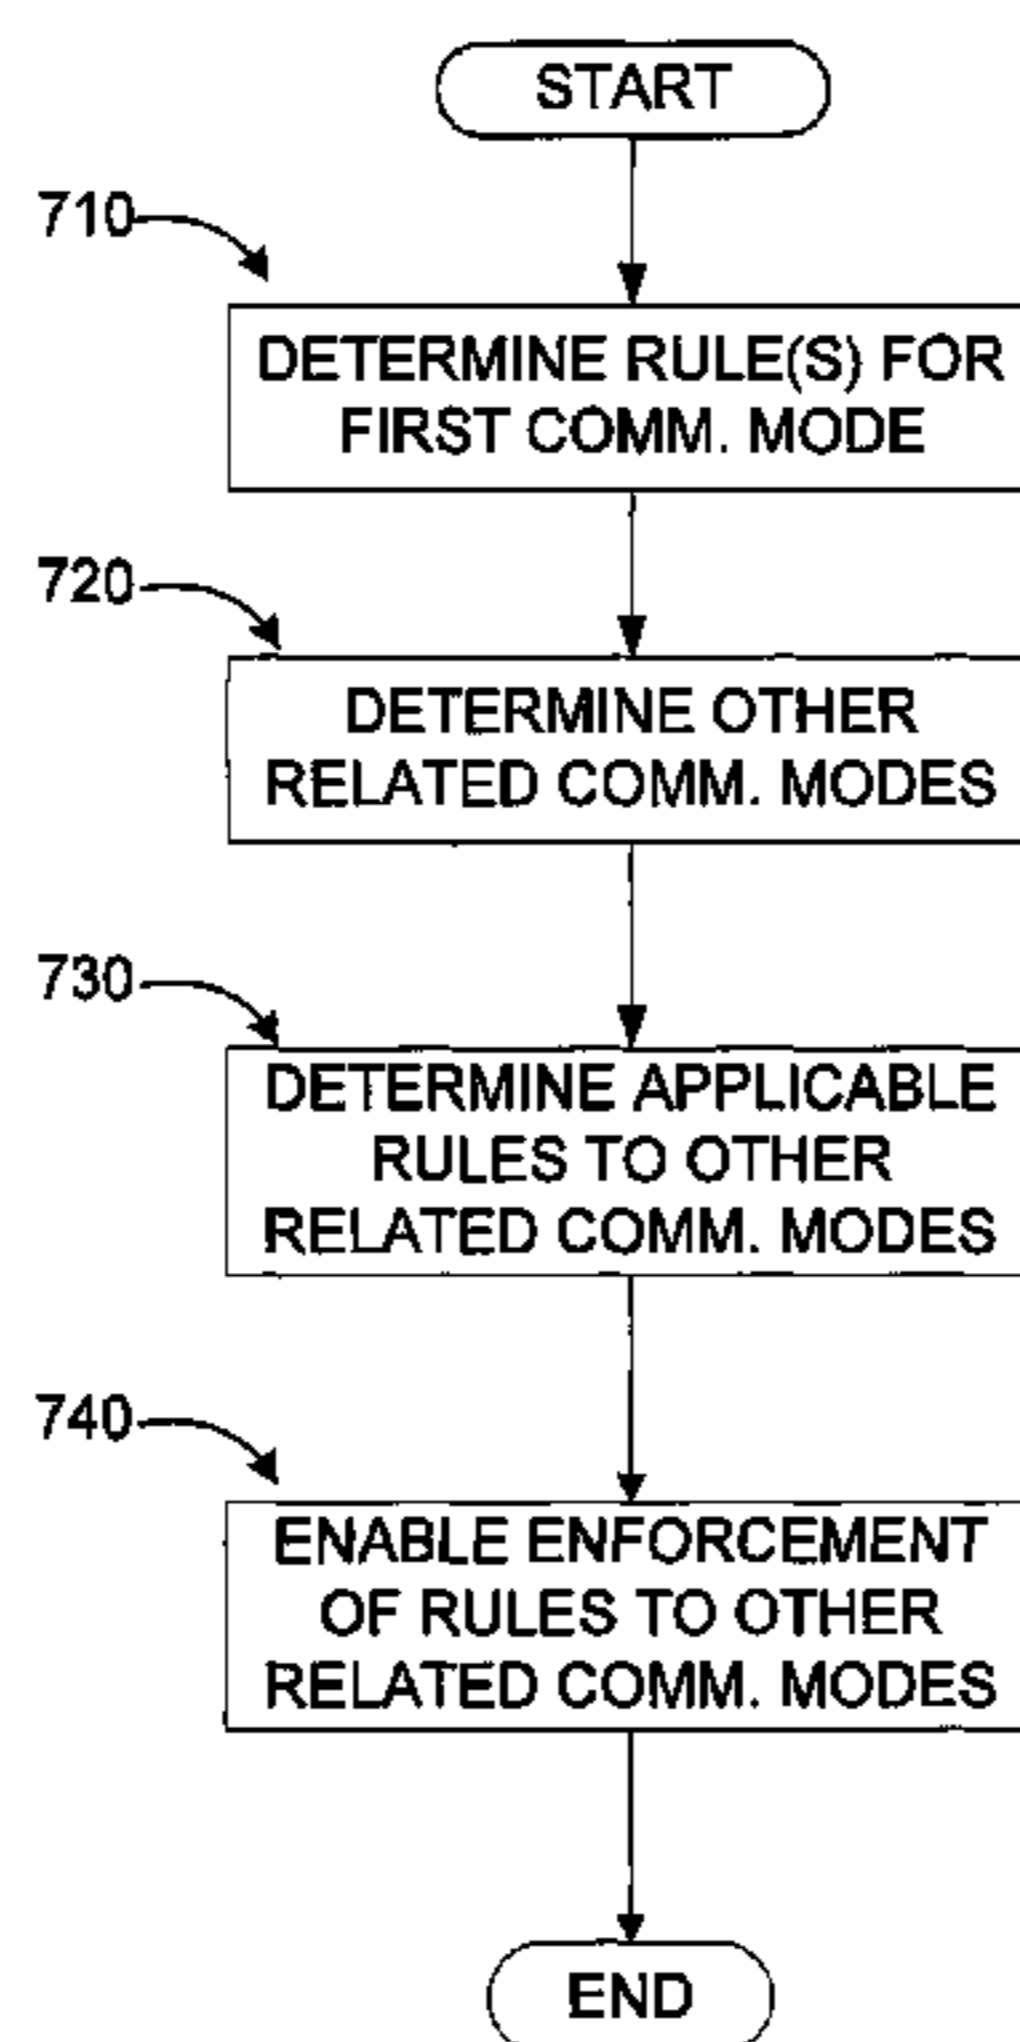 START
710
DETERMINE RULE(S) FOR
FIRST COMM. MODE
720
DETERMINE OTHER
RELATED COMM. MODES
730
DETERMINE APPLICABLE
RULES TO OTHER
RELATED COMM. MODES
740
ENABLE ENFORCEMENT
OF RULES TO OTHER
RELATED COMM. MODES
END